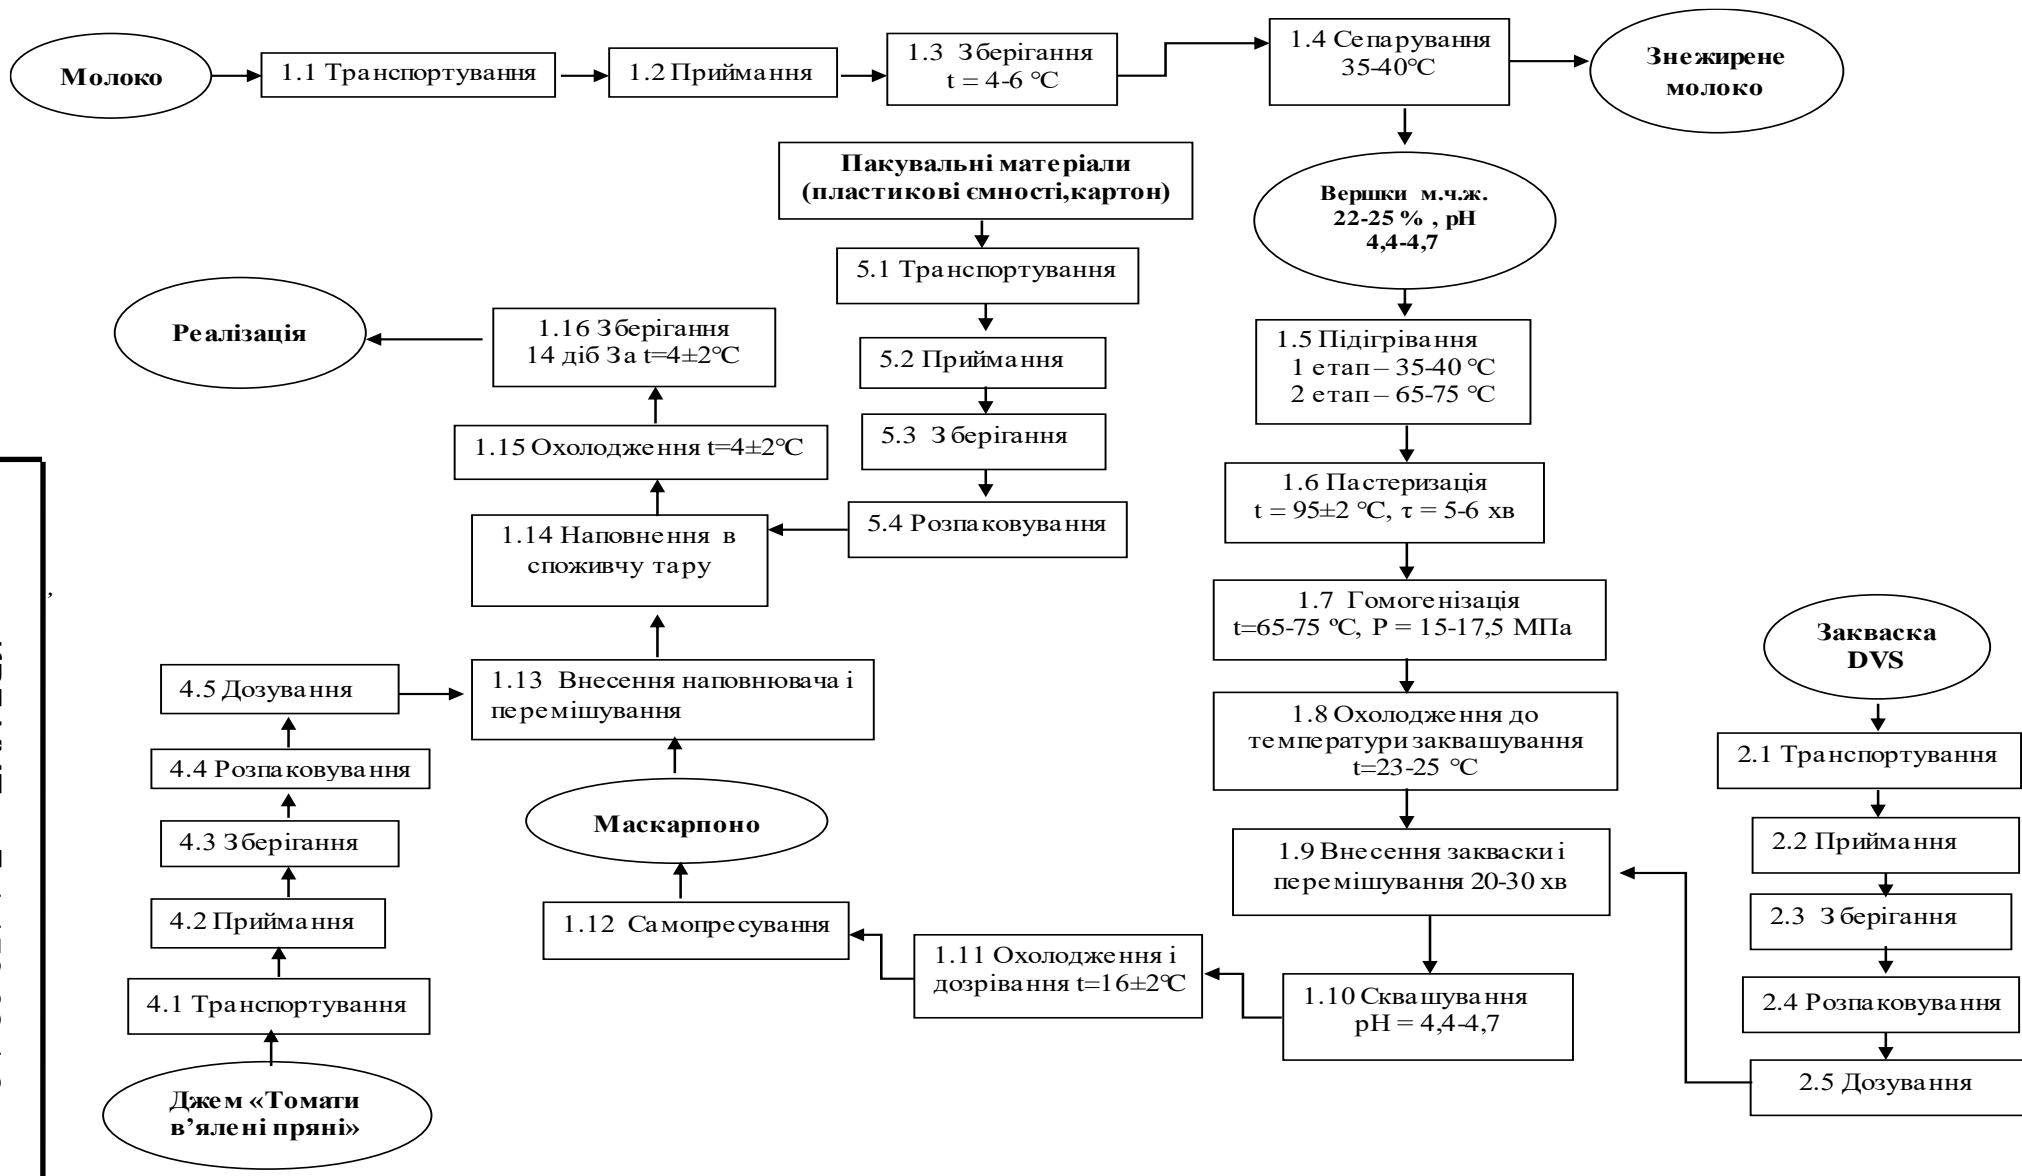 Молоко
1.1 Транспортування
1.2 Приймання
1.3 Зберігання
t = 4-6 °C
1.4 Сепарування
35-40°C
Знежирене
молоко
Вершки м.ч.ж.
22-25 % , pH
4,4-4,7
1.5 Підігрівання
1 етап – 35-40 °C
2 етап – 65-75 °C
1.6 Пастеризація
t = 95±2 °C, τ = 5-6 хв
1.7 Гомогенізація
t=65-75 °C, P = 15-17,5 МПа
1.8 Охолодження до
температури заквашування
t=23-25 °C
1.9 Внесення закваски і
перемішування 20-30 хв
1.10 Сквашування
pH = 4,4-4,7
1.11 Охолодження і
дозрівання t=16±2°C
1.12 Самопресування
Маскарпоно
1.13 Внесення наповнювача і
перемішування
1.14 Наповнення в
споживчу тару
1.15 Охолодження t=4±2°C
1.16 Зберігання
14 діб За t=4±2°C
Реалізація
Закваска
DVS
2.1 Транспортування
2.2 Приймання
2.3 Зберігання
2.4 Розпаковування
2.5 Дозування
Джем «Томати
в’ялені пряні»
4.1 Транспортування
4.2 Приймання
4.3 Зберігання
4.4 Розпаковування
4.5 Дозування
Пакувальні матеріали
(пластикові ємності,картон)
5.1 Транспортування
5.2 Приймання
5.3 Зберігання
5.4 Розпаковування